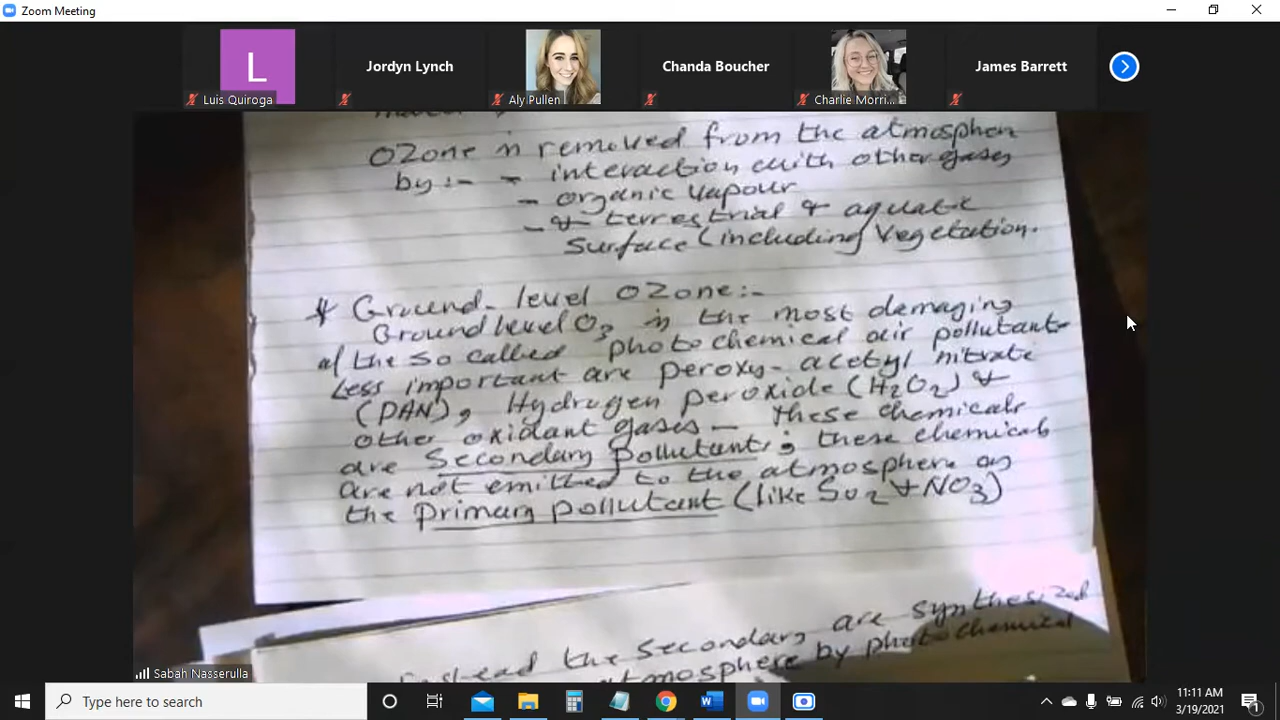 Zoom Meeting
L
Luis Quiroga
Jordyn Lynch
Aly Pullen
Chanda Boucher
Charlie Morri...
James Barrett
OZone is removed from the atmospher
by :- - interaction with other gases
- organic vapour
- & terrestrial & aquatic
Surface (including Vegetation.
Ground-level OZone:-
Ground level O3 is the most damaging
of the so called photochemical air pollutant-
Less important are peroxy-acetyl nitrate
(PAN), Hydrogen peroxide (H2O2) &
other oxidant gases - these chemicals
are Secondary pollutant; these chemicals
are not emitted to the atmosphere as
the primary pollutant (like SO2 & NO3)
the Secondary are synthesized
atmosphere by photochemical
Sabah Nasserulla
Type here to search
11:11 AM
3/19/2021
1